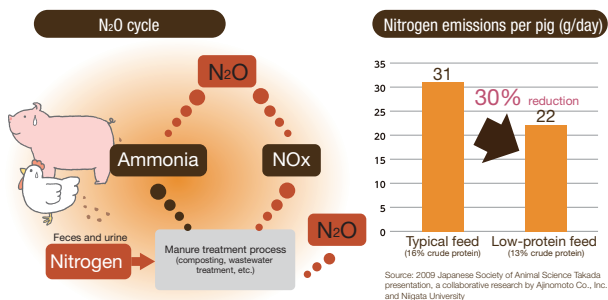 N2O cycle
N2O
Ammonia
NOx
N2O
Feces and urine
Nitrogen
Manure treatment process
(composting, wastewater
treatment, etc.)
Nitrogen emissions per pig (g/day)
35
30
25
20
15
10
5
0
31
30% reduction
22
Typical feed
(16% crude protein)
Low-protein feed
(13% crude protein)
Source: 2009 Japanese Society of Animal Science Takada
presentation, a collaborative research by Ajinomoto Co., Inc.
and Niigata University